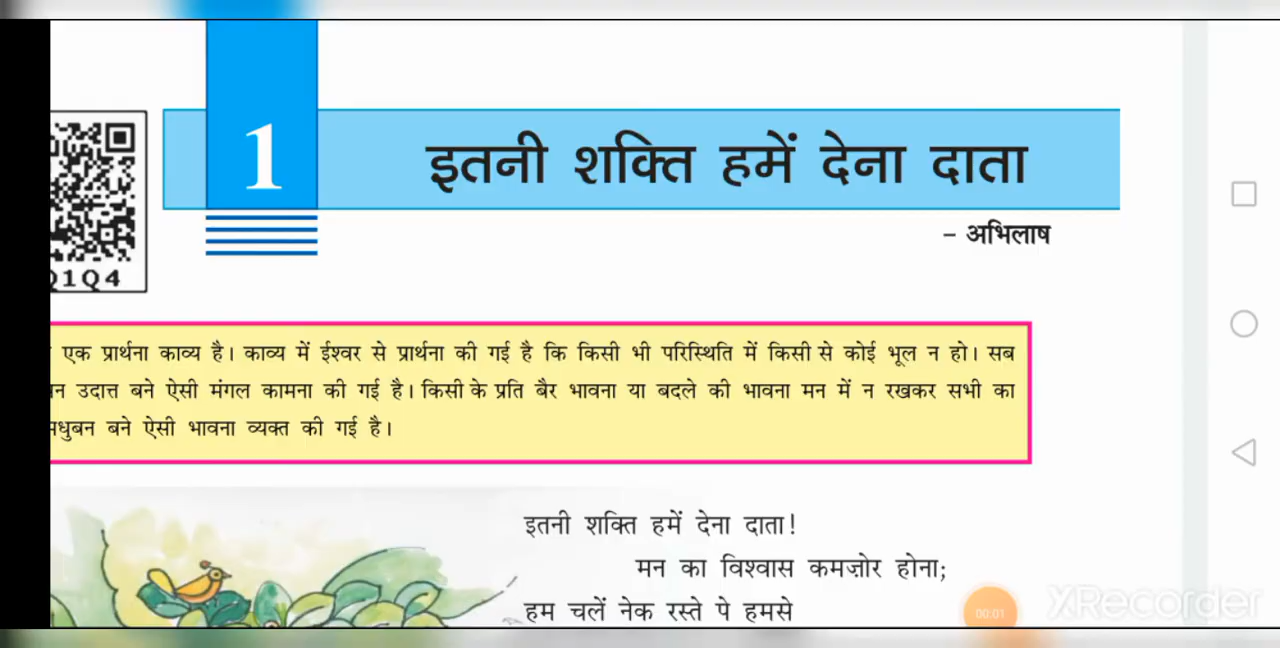 1
इतनी शक्ति हमें देना दाता
– अभिलाष
1Q4
एक प्रार्थना काव्य है। काव्य में ईश्वर से प्रार्थना की गई है कि किसी भी परिस्थिति में किसी से कोई भूल न हो। सब
उदात्त बने ऐसी मंगल कामना की गई है। किसी के प्रति बैर भावना या बदले की भावना मन में न रखकर सभी का
बने ऐसी भावना व्यक्त की गई है।
इतनी शक्ति हमें देना दाता!
मन का विश्वास कमज़ोर होना;
हम चलें नेक रस्ते पे हमसे
00:01
XRecorder